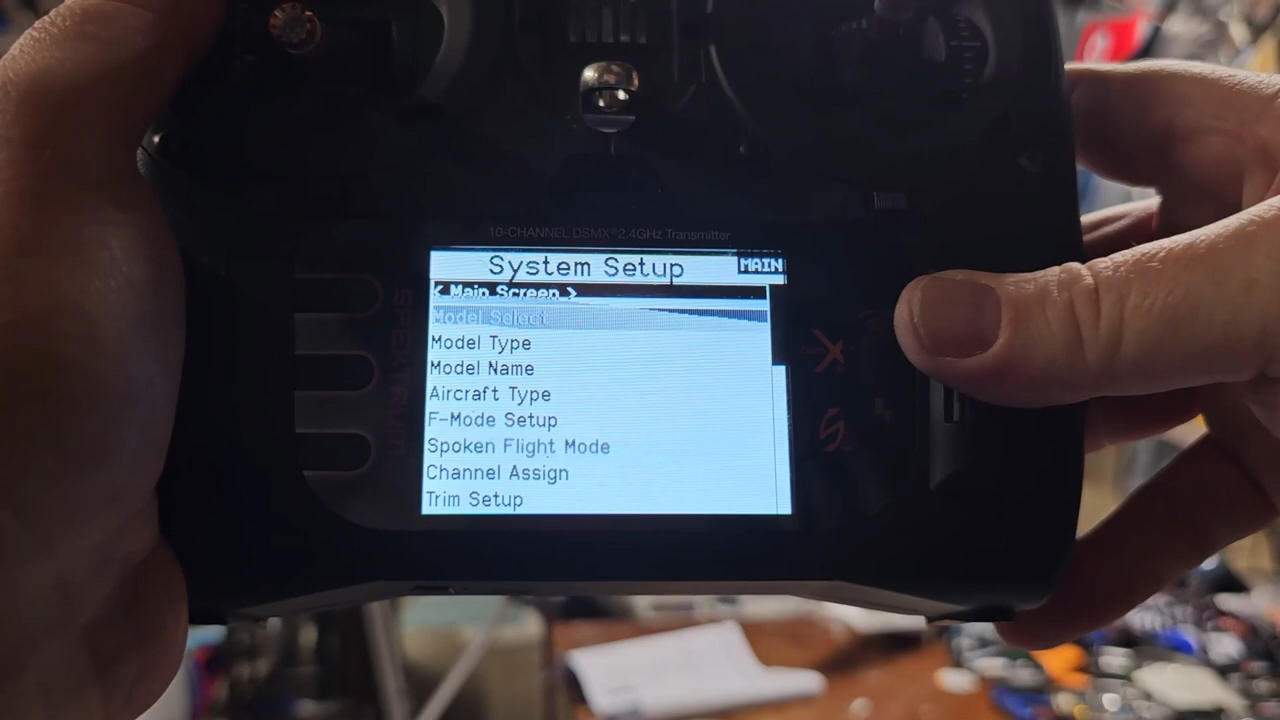 10-CHANNEL DSMX® 2.4GHz Transmitter
System Setup
MAIN
< Main Screen >
Model Select
Model Type
Model Name
Aircraft Type
F-Mode Setup
Spoken Flight Mode
Channel Assign
Trim Setup
SPEKTRUM